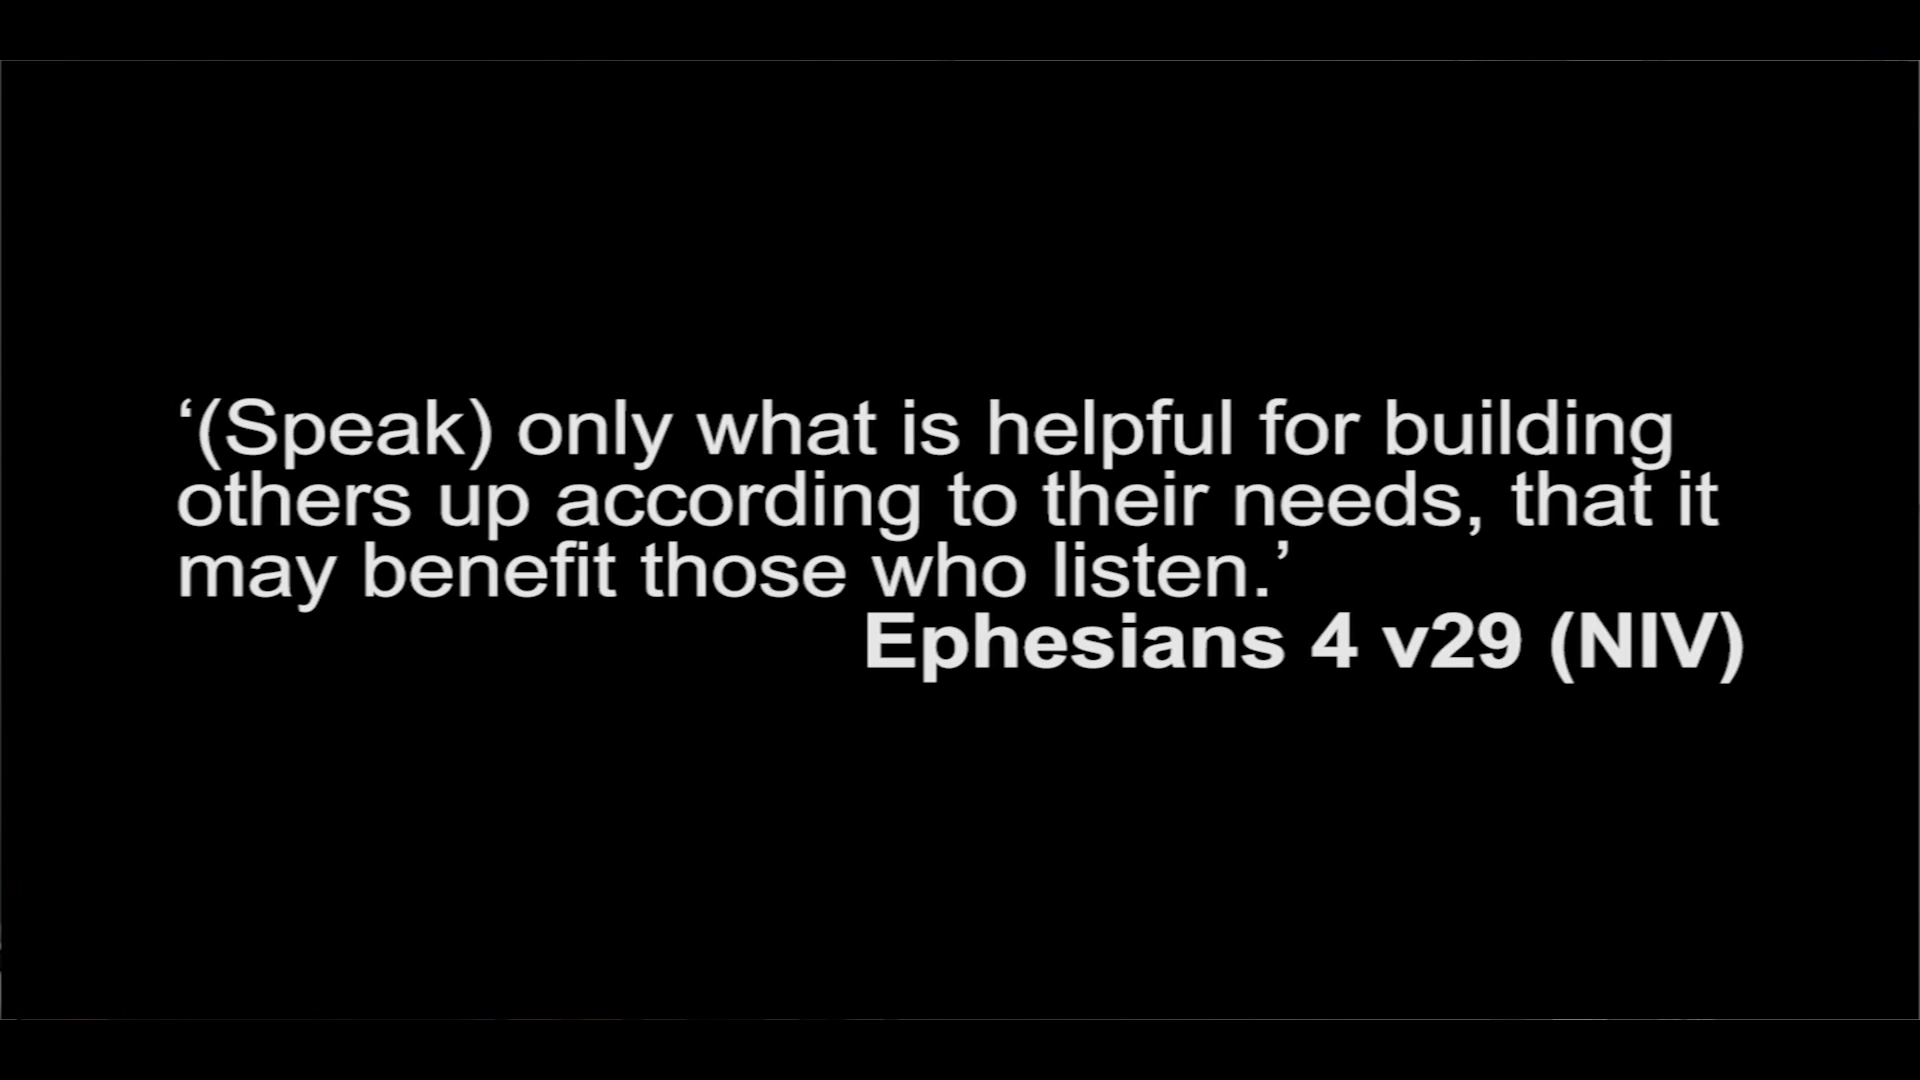 ‘(Speak) only what is helpful for building
others up according to their needs, that it
may benefit those who listen.’
Ephesians 4 v29 (NIV)